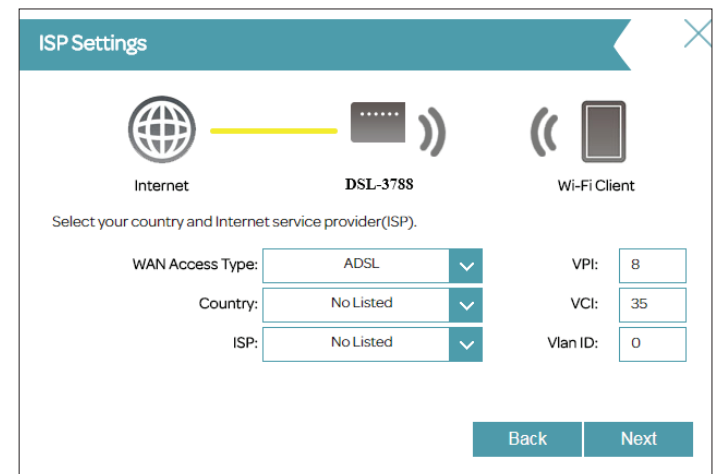 ISP Settings
Internet DSL-3788 Wi-Fi Client
Select your country and Internet service provider(ISP).
WAN Access Type: ADSL VPI: 8
Country: No Listed VCI: 35
ISP: No Listed Vlan ID: 0
Back Next